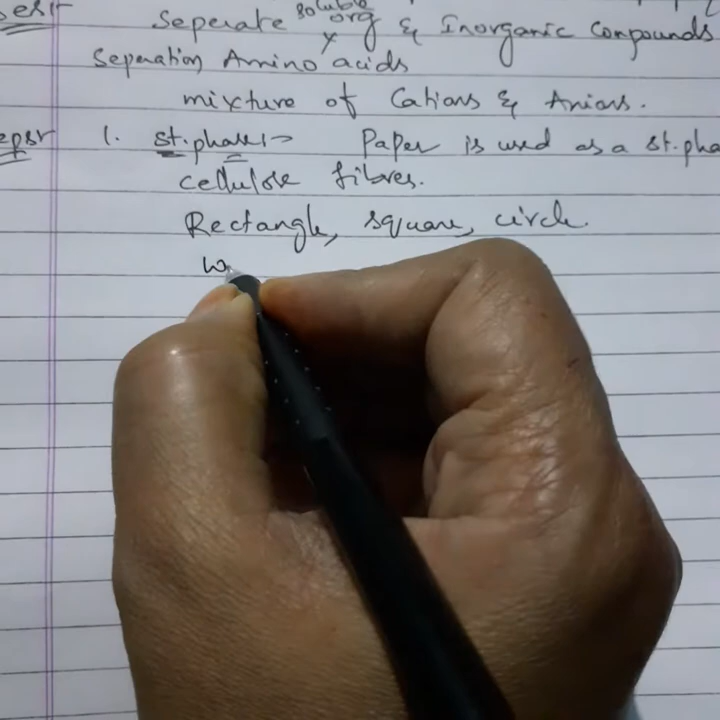 soluble
Seperate org & Inorganic Compounds
Seperation Amino acids
mixture of Cations & Anions.
1. st.phase:- Paper is used as a st.pha
cellulose fibres.
Rectangle, square, circle.